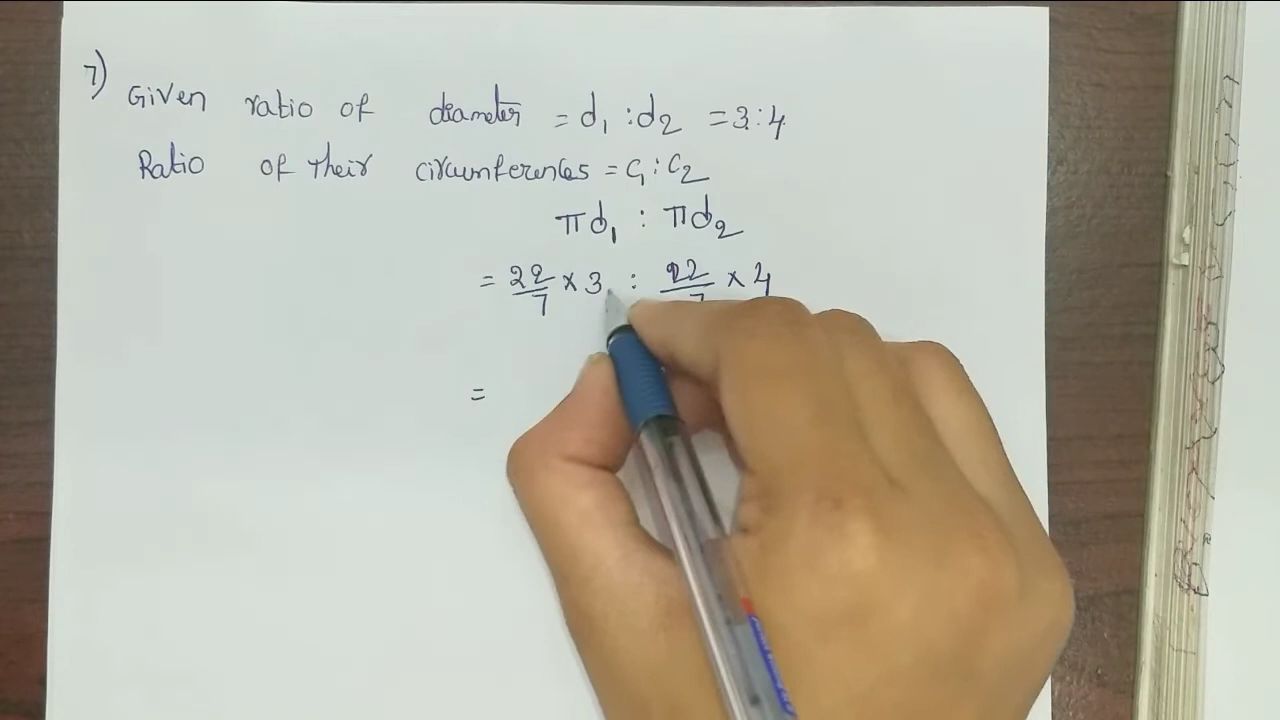 7)
Given ratio of diameter = d₁ : d₂ = 3:4
Ratio of their circumferences = C₁ : C₂
πd₁ : πd₂
= 22/7 × 3 : 22/7 × 4
=